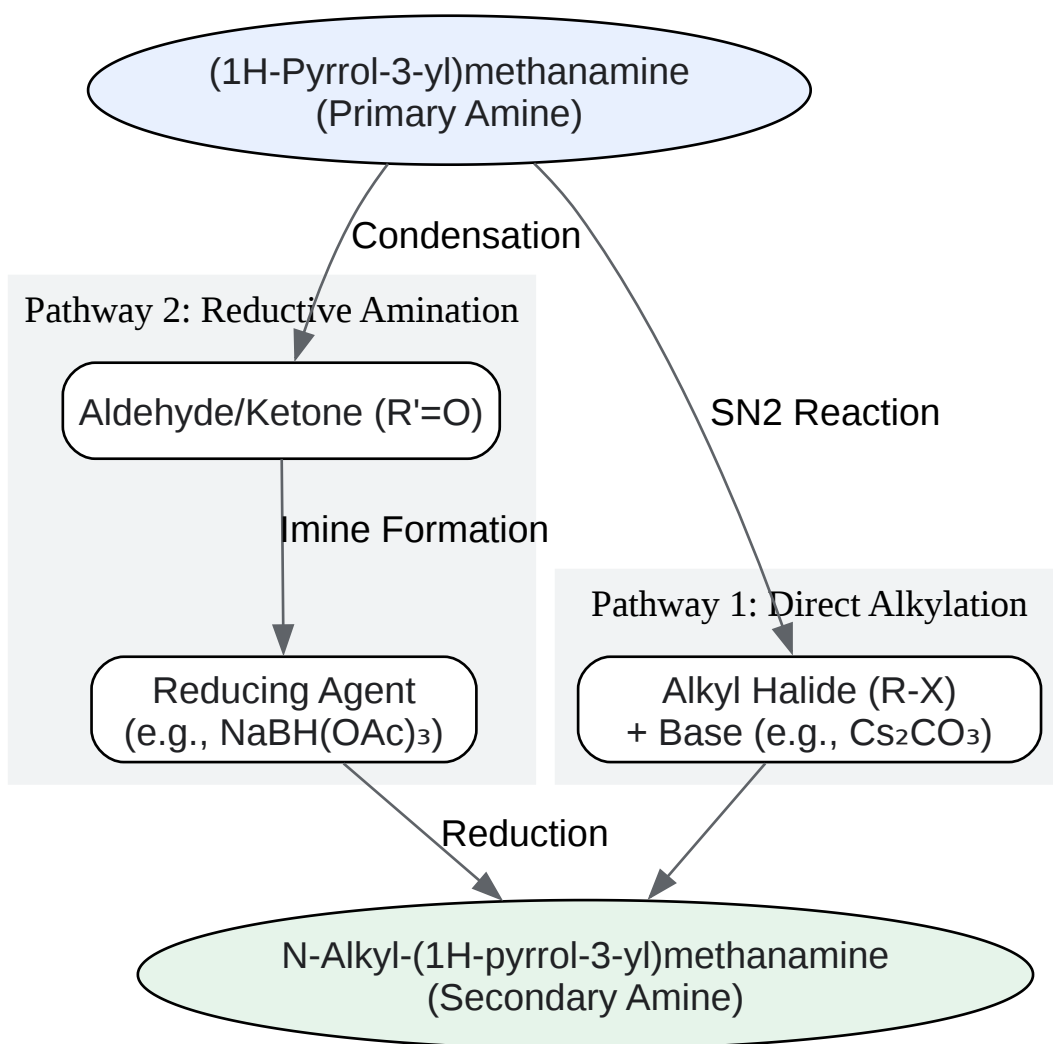 (1H-Pyrrol-3-yl)methanamine
(Primary Amine)
Condensation
Pathway 2: Reductive Amination
Aldehyde/Ketone (R'=O)
SN2 Reaction
Imine Formation
Pathway 1: Direct Alkylation
Reducing Agent
(e.g., NaBH(OAc)₃)
Alkyl Halide (R-X)
+ Base (e.g., Cs₂CO₃)
Reduction
N-Alkyl-(1H-pyrrol-3-yl)methanamine
(Secondary Amine)